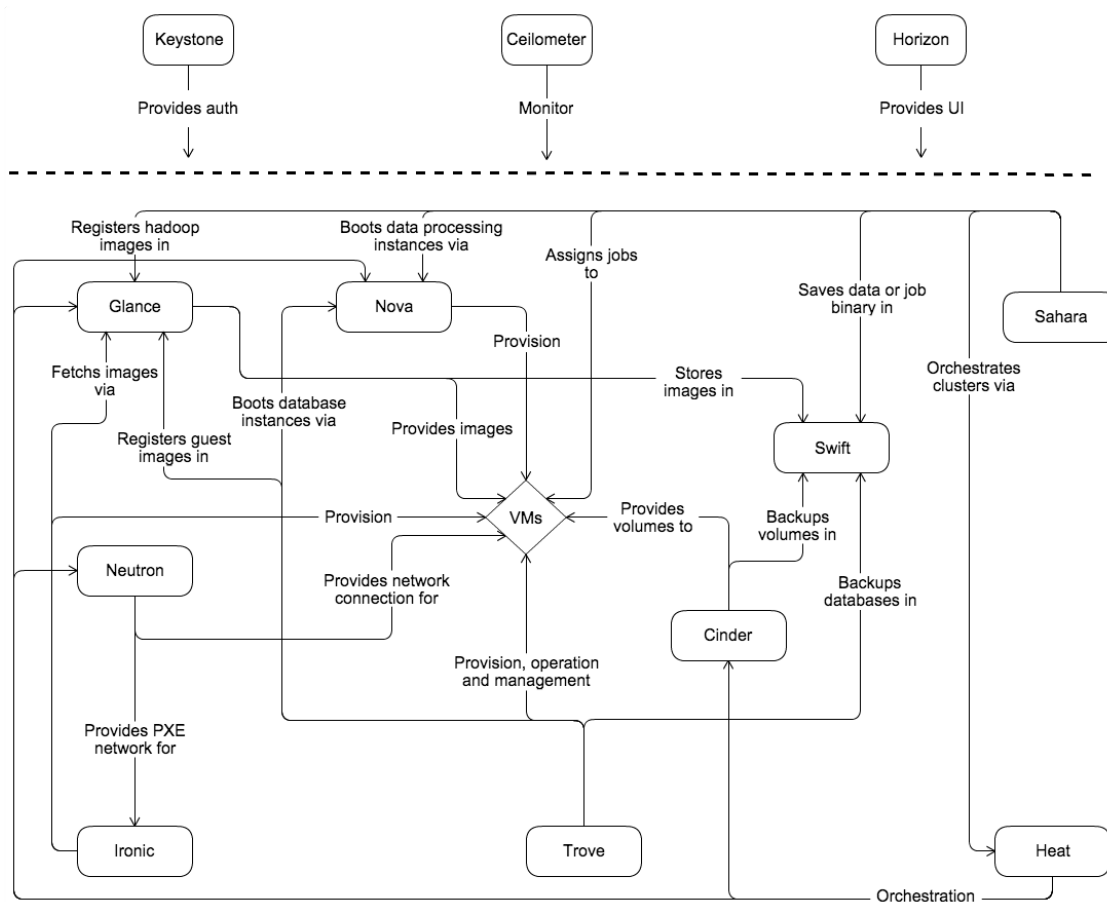 Keystone
Ceilometer
Horizon
Provides auth
Monitor
Provides UI
Registers hadoop
images in
Boots data processing
instances via
Assigns jobs
to
Saves data or job
binary in
Glance
Nova
Sahara
Provision
Fetchs images
via
Stores
images in
Orchestrates
clusters via
Boots database
instances via
Provides images
Registers guest
images in
Swift
Provision
VMs
Provides
volumes to
Backups
volumes in
Neutron
Provides network
connection for
Backups
databases in
Cinder
Provision, operation
and management
Provides PXE
network for
Ironic
Trove
Heat
Orchestration